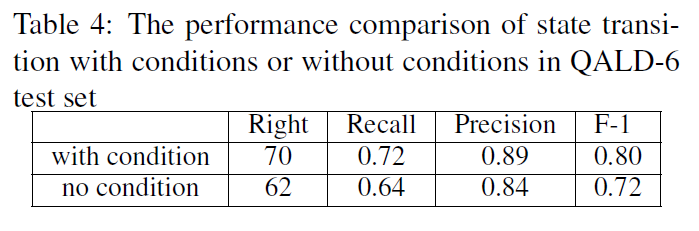 Table 4: The performance comparison of state transi-
tion with conditions or without conditions in QALD-6
test set
Right Recall Precision F-1
with condition 70 0.72 0.89 0.80
no condition 62 0.64 0.84 0.72